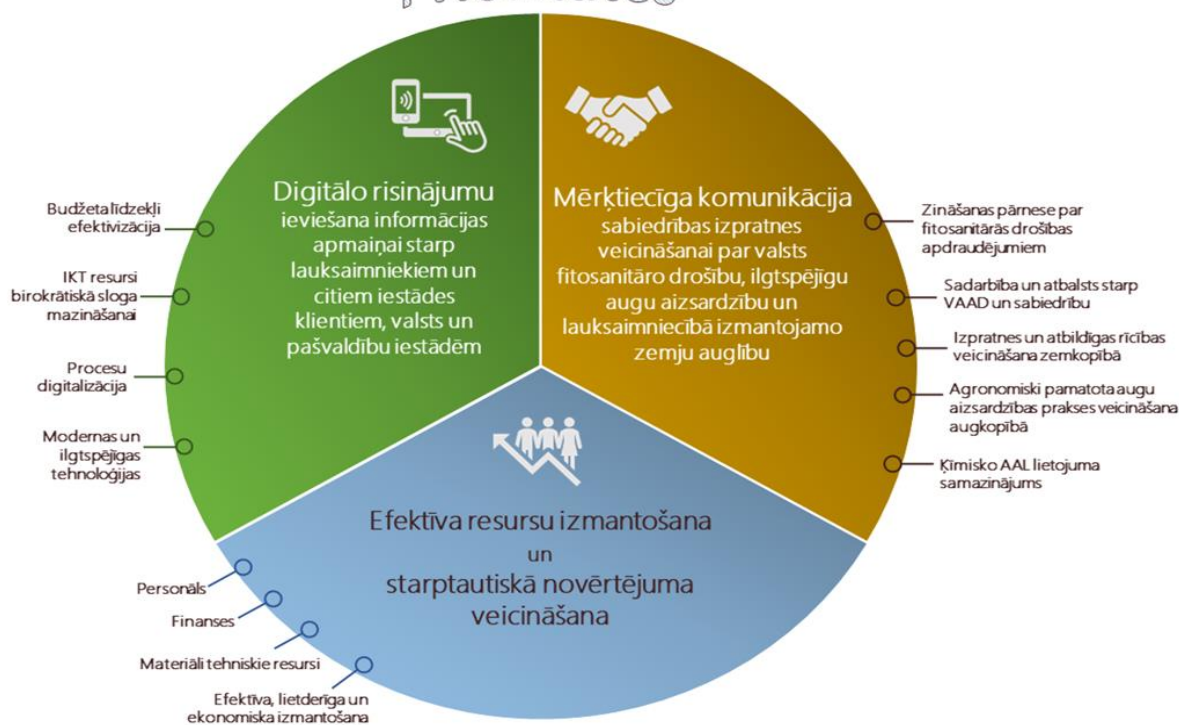 Digitālo risinājumu
ieviešana informācijas
apmaiņai starp
lauksaimniekiem un
citiem iestādes
klientiem, valsts un
pašvaldību iestādēm
Mērķtiecīga komunikācija
sabiedrības izpratnes
veicināšanai par valsts
fitosanitāro drošību, ilgtspējīgu
augu aizsardzību un
lauksaimniecībā izmantojamo
zemju auglību
Efektīva resursu izmantošana
un
starptautiskā novērtējuma
veicināšana
Budžeta līdzekļi
efektivizācija
IKT resursi
birokrātiskā sloga
mazināšanai
Procesu
digitalizācija
Modernas un
ilgtspējīgas
tehnoloģijas
Zināšanas pārnese par
fitosanitārās drošības
apdraudējumiem
Sadarbība un atbalsts starp
VAAD un sabiedrību
Izpratnes un atbildīgas rīcības
veicināšana zemkopībā
Agronomiski pamatota augu
aizsardzības prakses veicināšana
augkopībā
Ķīmisko AAL lietojuma
samazinājums
Personāls
Finanses
Materiāli tehniskie resursi
Efektīva, lietderīga un
ekonomiska izmantošana